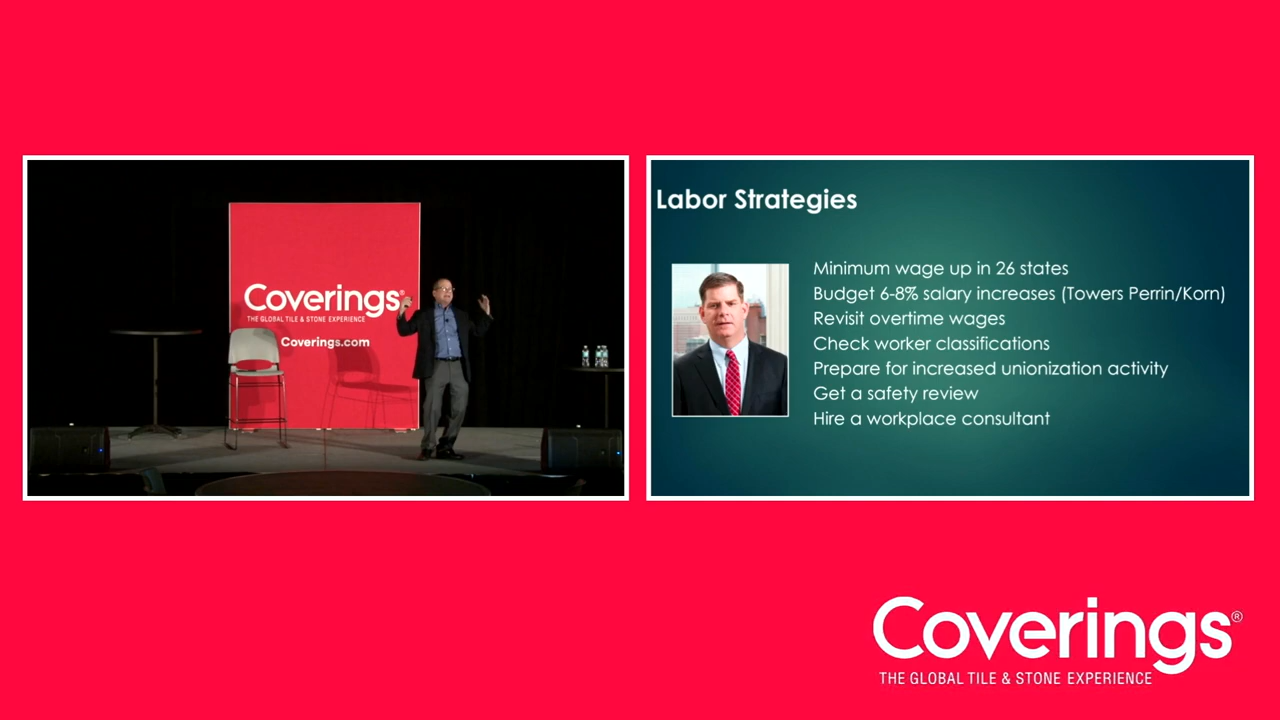 Coverings®
THE GLOBAL TILE & STONE EXPERIENCE
Coverings.com
Labor Strategies
Minimum wage up in 26 states
Budget 6-8% salary increases (Towers Perrin/Korn)
Revisit overtime wages
Check worker classifications
Prepare for increased unionization activity
Get a safety review
Hire a workplace consultant
Coverings®
THE GLOBAL TILE & STONE EXPERIENCE